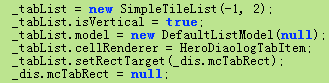 _tabList = new SimpleTileList(-1, 2);
_tabList.isVertical = true;
_tabList.model = new DefaultListModel(null);
_tabList.cellRenderer = HeroDiaologTabItem;
_tabList.setRectTarget(_dis.mcTabRect);
_dis.mcTabRect = null;